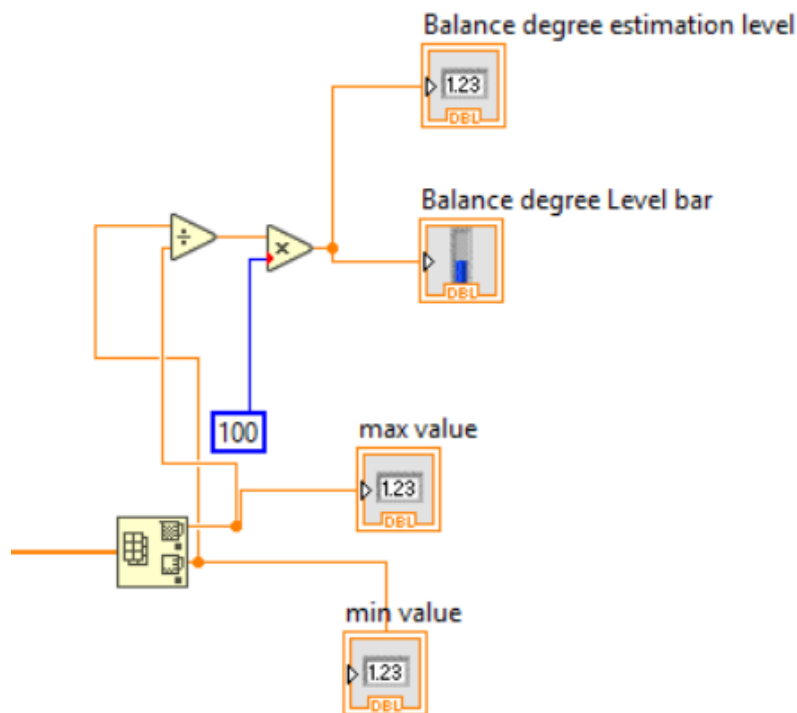 Balance degree estimation level
1.23
DBL
Balance degree Level bar
÷
×
DBL
100
max value
1.23
DBL
min value
1.23
DBL